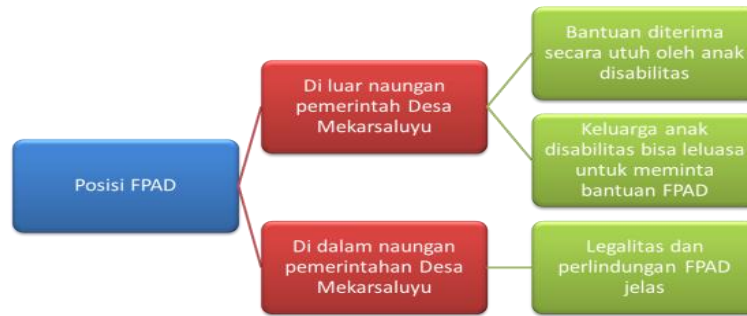 Posisi FPAD
Di luar naungan
pemerintah Desa
Mekarsaluyu
Bantuan diterima
secara utuh oleh anak
disabilitas
Keluarga anak
disabilitas bisa leluasa
untuk meminta
bantuan FPAD
Di dalam naungan
pemerintahan Desa
Mekarsaluyu
Legalitas dan
perlindungan FPAD
jelas